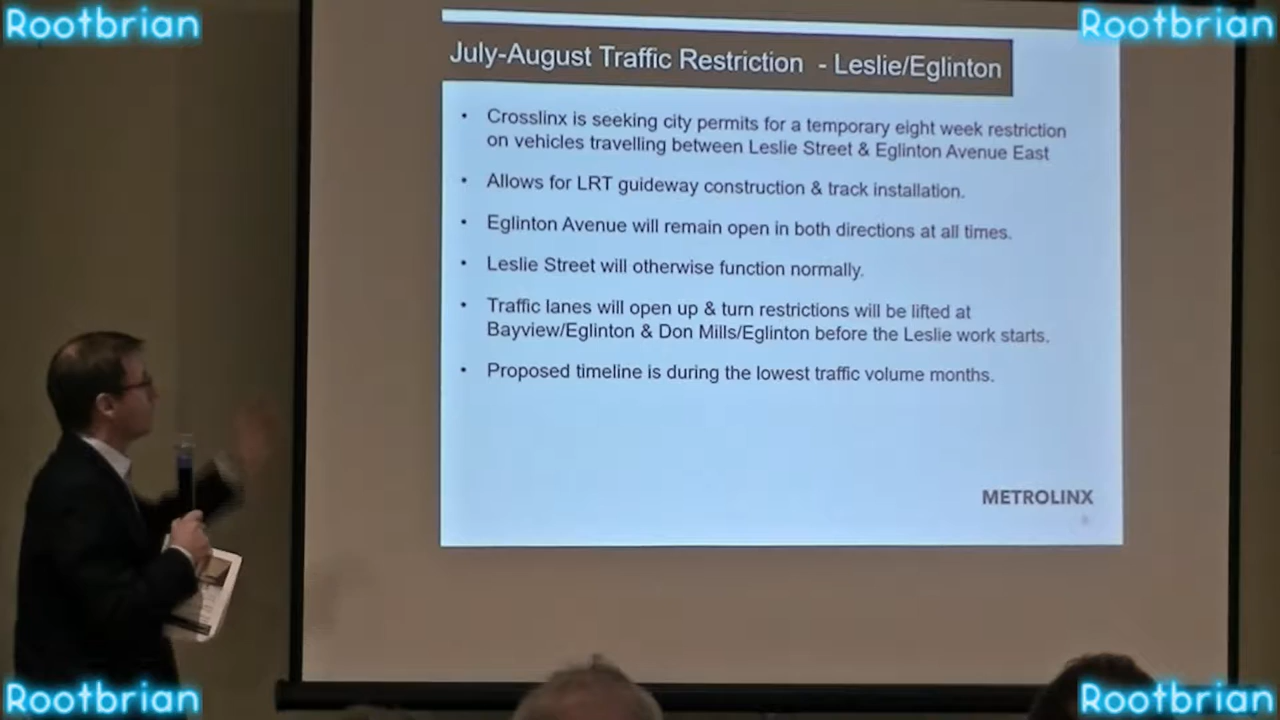 Rootbrian
Rootbrian
July-August Traffic Restriction - Leslie/Eglinton
• Crosslinx is seeking city permits for a temporary eight week restriction
on vehicles travelling between Leslie Street & Eglinton Avenue East
• Allows for LRT guideway construction & track installation.
• Eglinton Avenue will remain open in both directions at all times.
• Leslie Street will otherwise function normally.
• Traffic lanes will open up & turn restrictions will be lifted at
Bayview/Eglinton & Don Mills/Eglinton before the Leslie work starts.
• Proposed timeline is during the lowest traffic volume months.
METROLINX
Rootbrian
Rootbrian